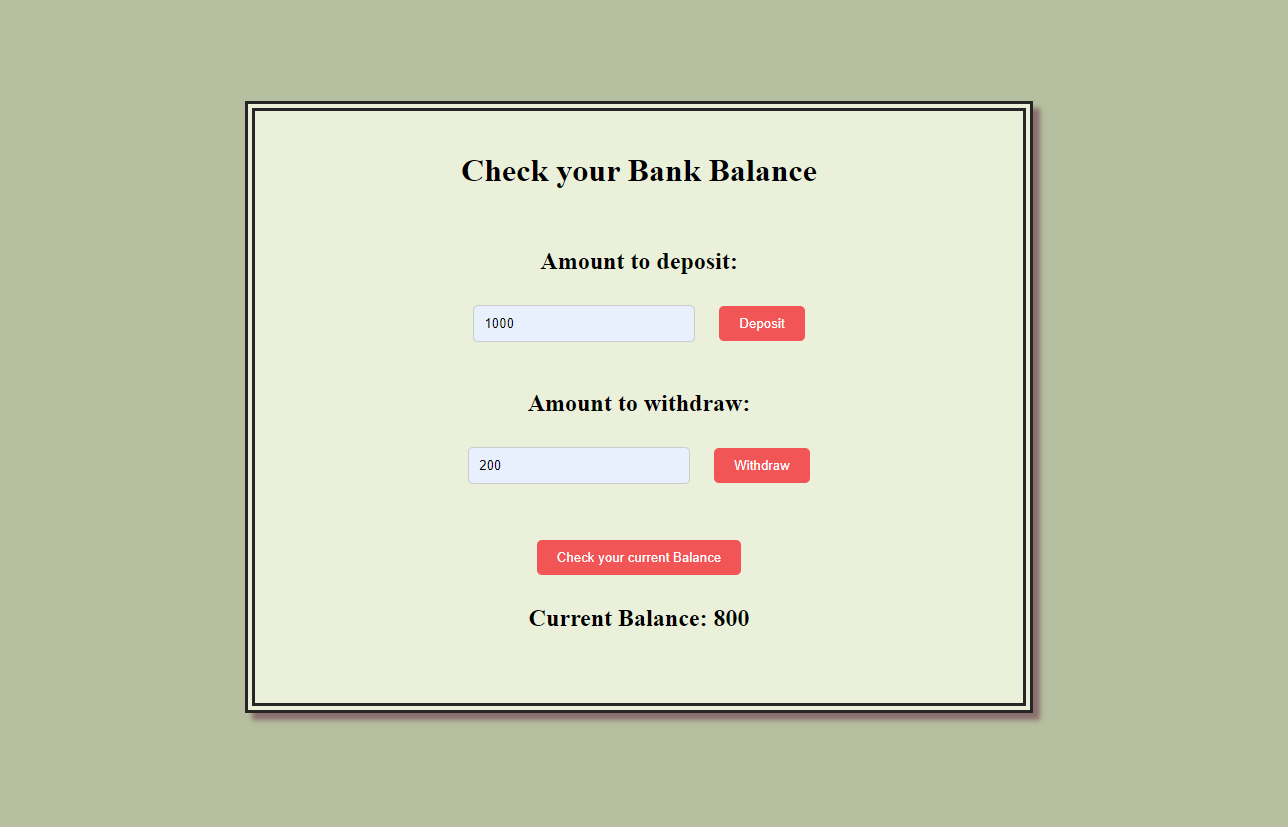 Check your Bank Balance
Amount to deposit:
1000 Deposit
Amount to withdraw:
200 Withdraw
Check your current Balance
Current Balance: 800